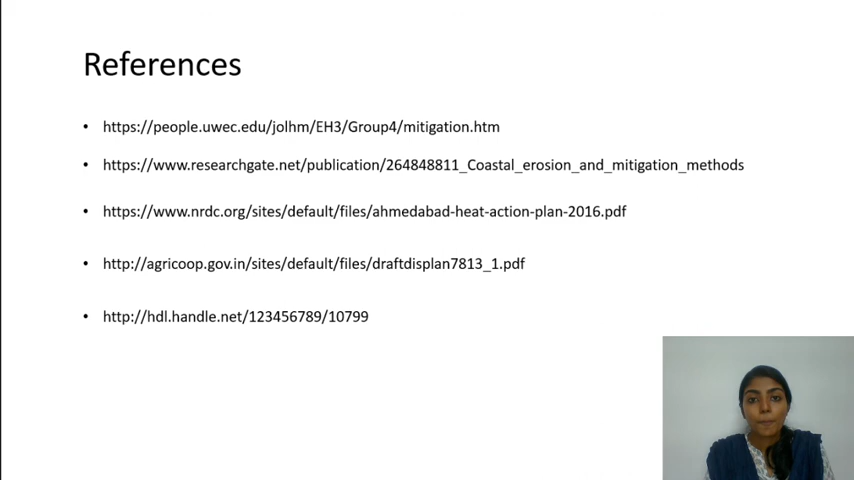 References
• https://people.uwec.edu/jolhm/EH3/Group4/mitigation.htm
• https://www.researchgate.net/publication/264848811_Coastal_erosion_and_mitigation_methods
• https://www.nrdc.org/sites/default/files/ahmedabad-heat-action-plan-2016.pdf
• http://agricoop.gov.in/sites/default/files/draftdisplan7813_1.pdf
• http://hdl.handle.net/123456789/10799